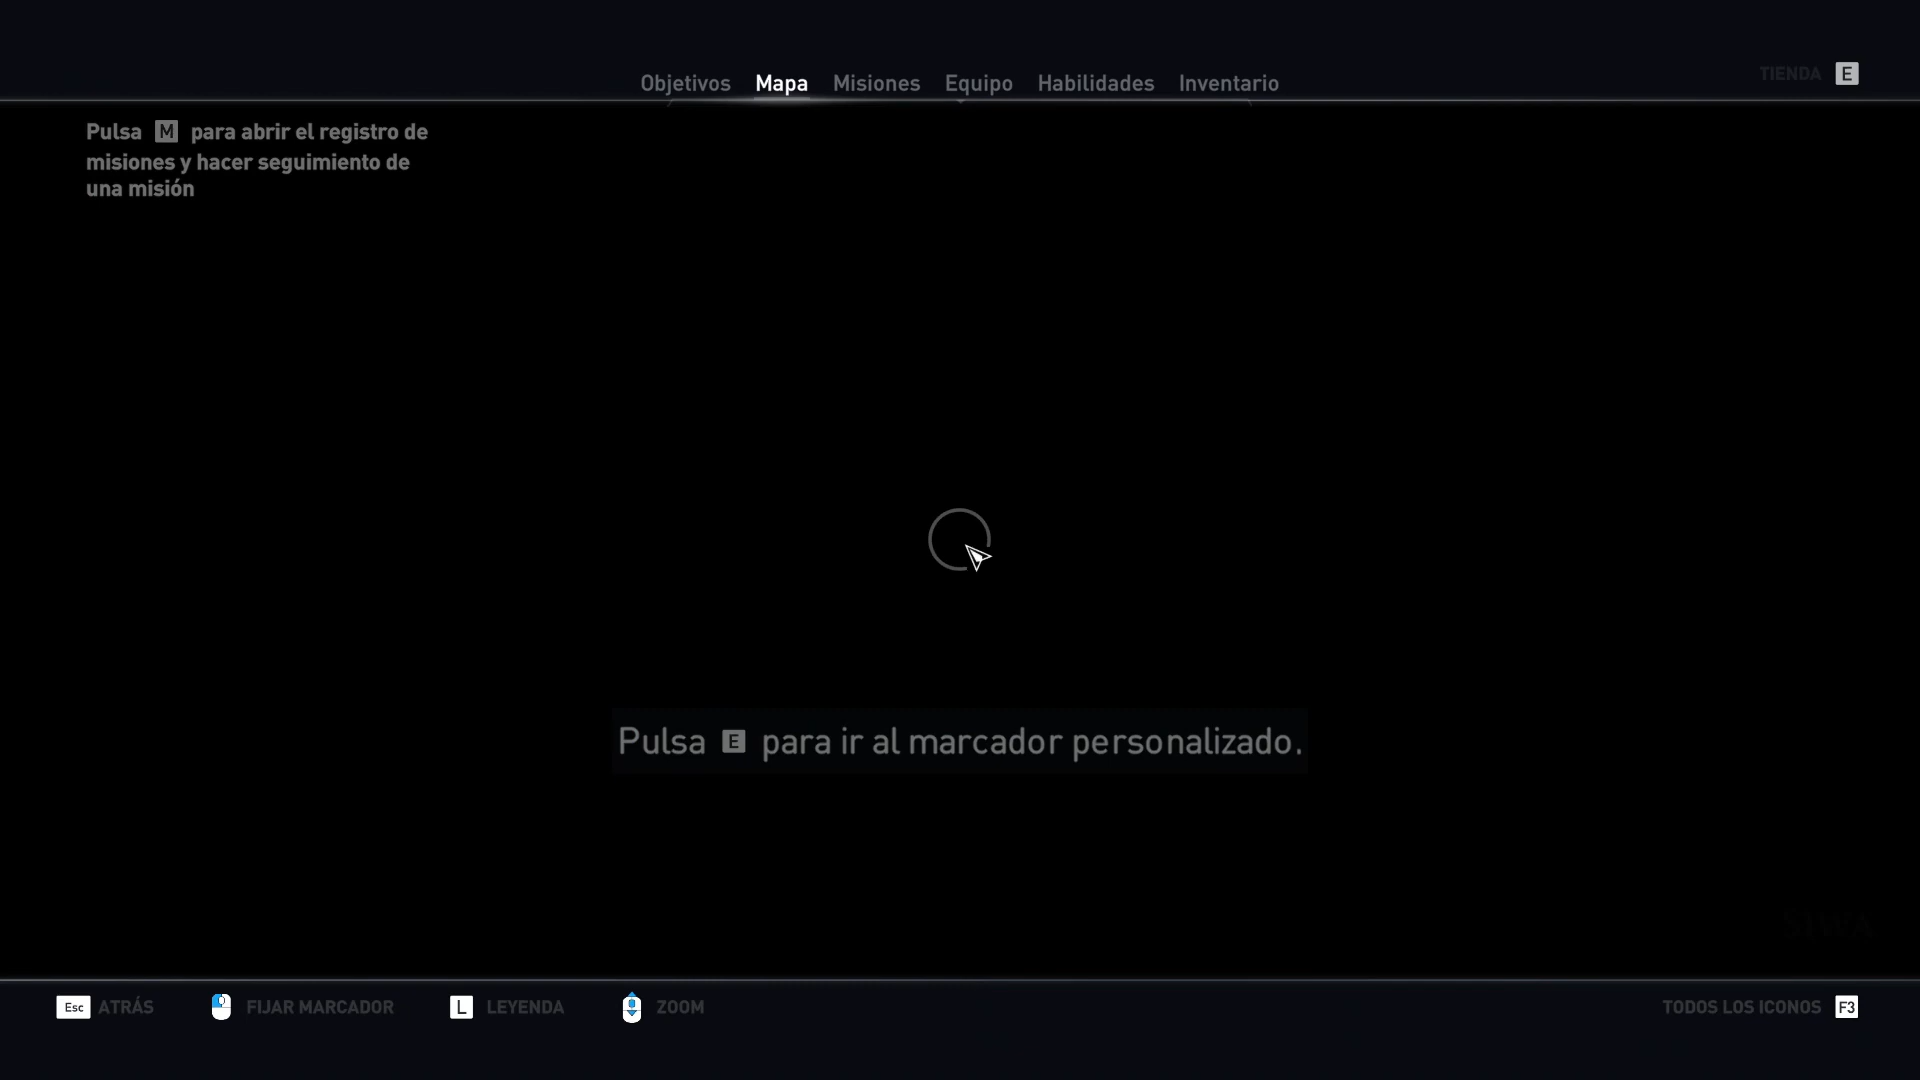 Objetivos Mapa Misiones Equipo Habilidades Inventario
TIENDA E
Pulsa M para abrir el registro de
misiones y hacer seguimiento de
una misión
Pulsa E para ir al marcador personalizado.
SIWA
Esc ATRÁS FIJAR MARCADOR L LEYENDA ZOOM
TODOS LOS ICONOS F3